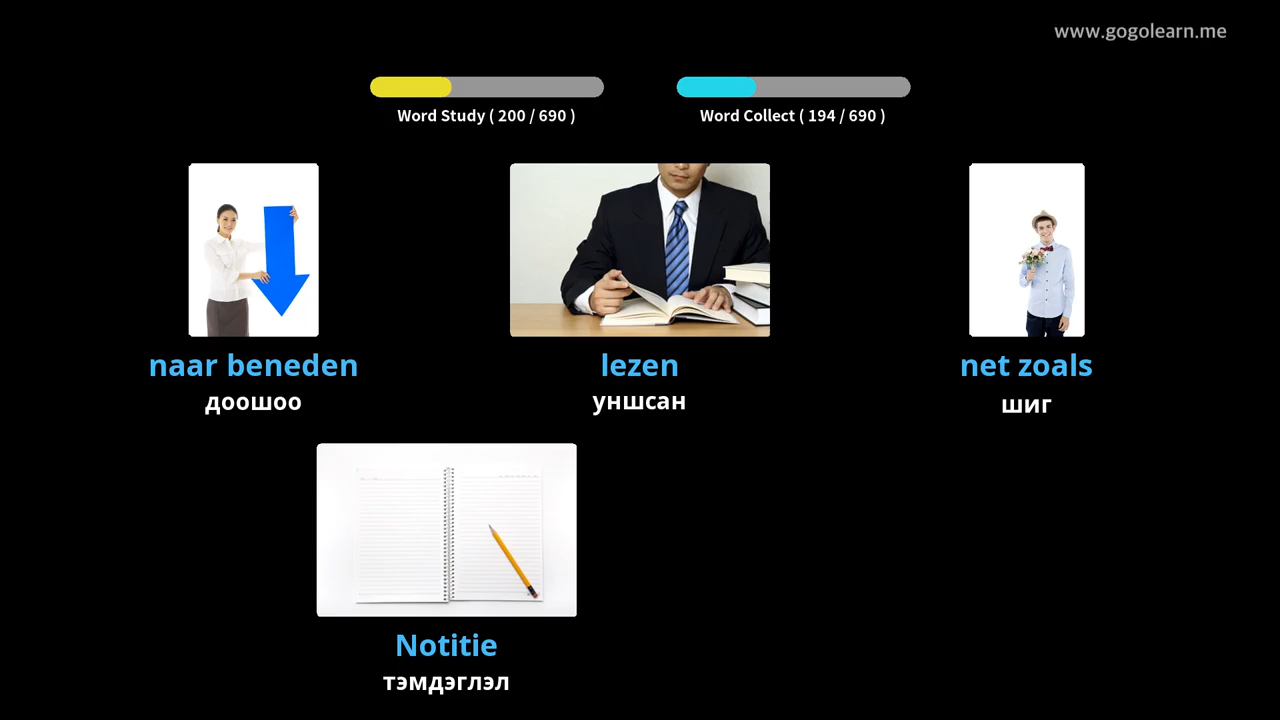 www.gogolearn.me
Word Study ( 200 / 690 )
Word Collect ( 194 / 690 )
naar beneden
доошоо
lezen
уншсан
net zoals
шиг
Notitie
тэмдэглэл